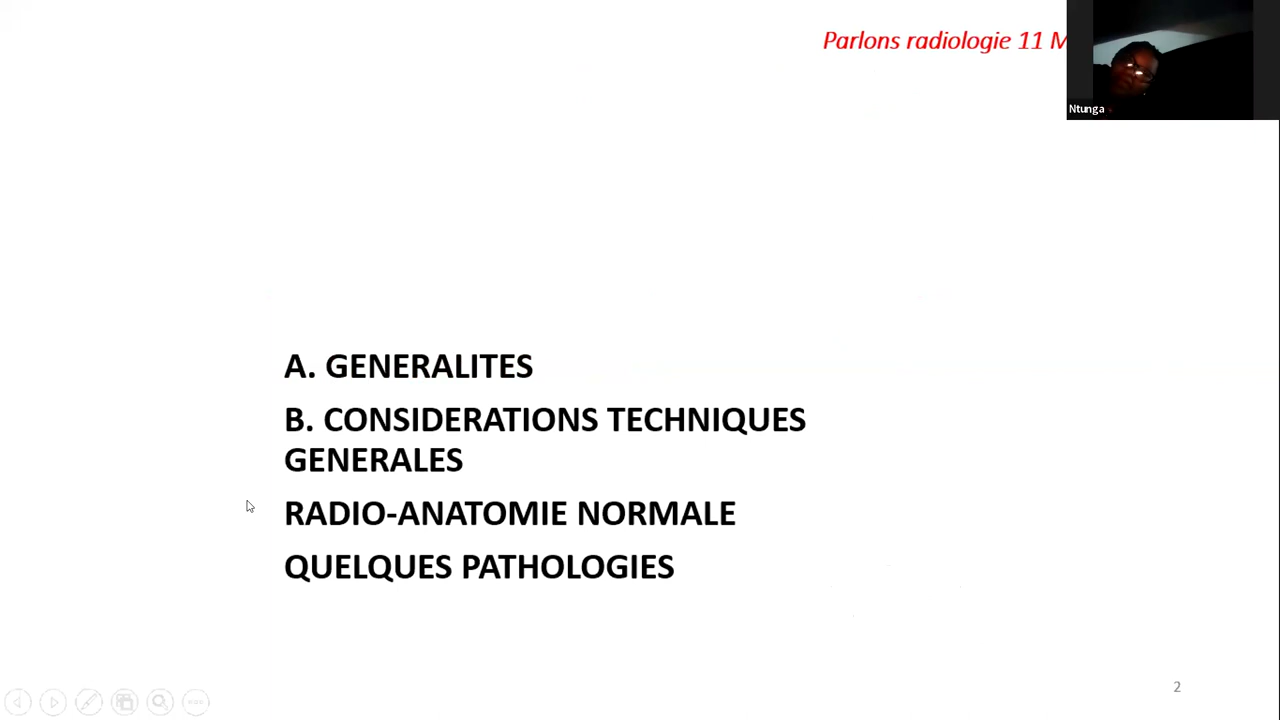 Parlons radiologie 11
Ntunga
A. GENERALITES
B. CONSIDERATIONS TECHNIQUES
GENERALES
RADIO-ANATOMIE NORMALE
QUELQUES PATHOLOGIES
2